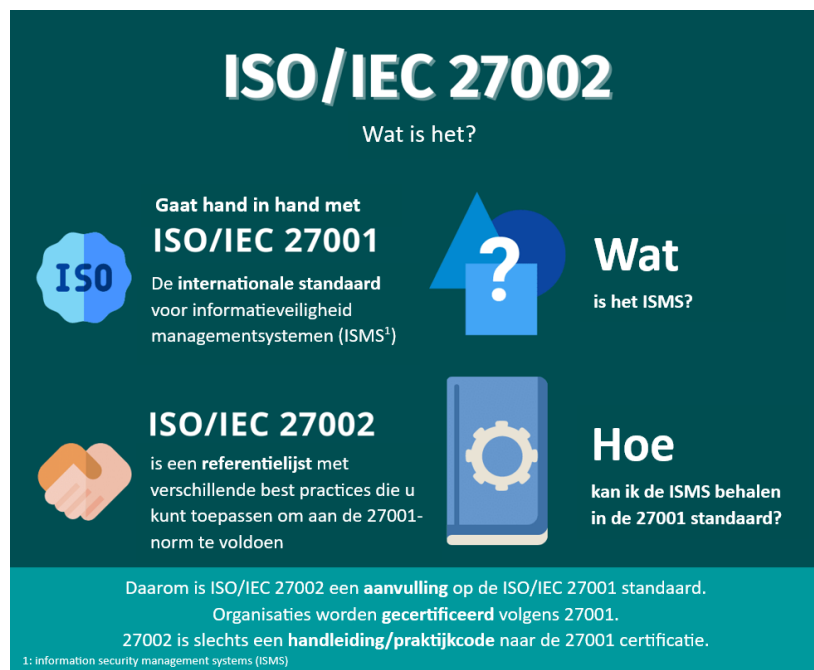 ISO/IEC 27002
Wat is het?
Gaat hand in hand met
ISO/IEC 27001
De internationale standaard
voor informatieveiligheid
managementsystemen (ISMS¹)
ISO
?
Wat
is het ISMS?
ISO/IEC 27002
is een referentielijst met
verschillende best practices die u
kunt toepassen om aan de 27001-
norm te voldoen
Hoe
kan ik de ISMS behalen
in de 27001 standaard?
Daarom is ISO/IEC 27002 een aanvulling op de ISO/IEC 27001 standaard.
Organisaties worden gecertificeerd volgens 27001.
27002 is slechts een handleiding/praktijkcode naar de 27001 certificatie.
1: information security management systems (ISMS)